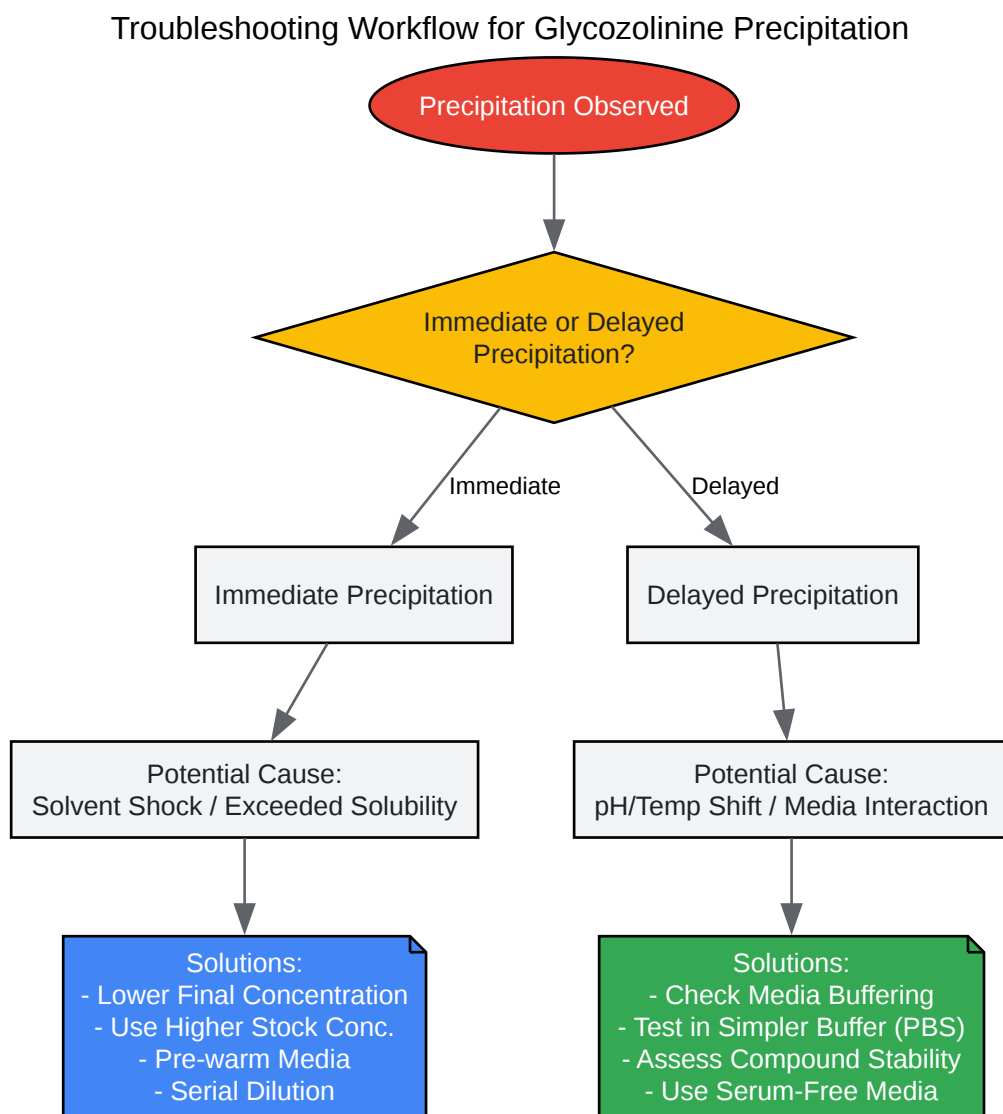 Troubleshooting Workflow for Glycozolinine Precipitation
Precipitation Observed
Immediate or Delayed
Precipitation?
Immediate
Delayed
Immediate Precipitation
Delayed Precipitation
Potential Cause:
Solvent Shock / Exceeded Solubility
Potential Cause:
pH/Temp Shift / Media Interaction
Solutions:
- Lower Final Concentration
- Use Higher Stock Conc.
- Pre-warm Media
- Serial Dilution
Solutions:
- Check Media Buffering
- Test in Simpler Buffer (PBS)
- Assess Compound Stability
- Use Serum-Free Media